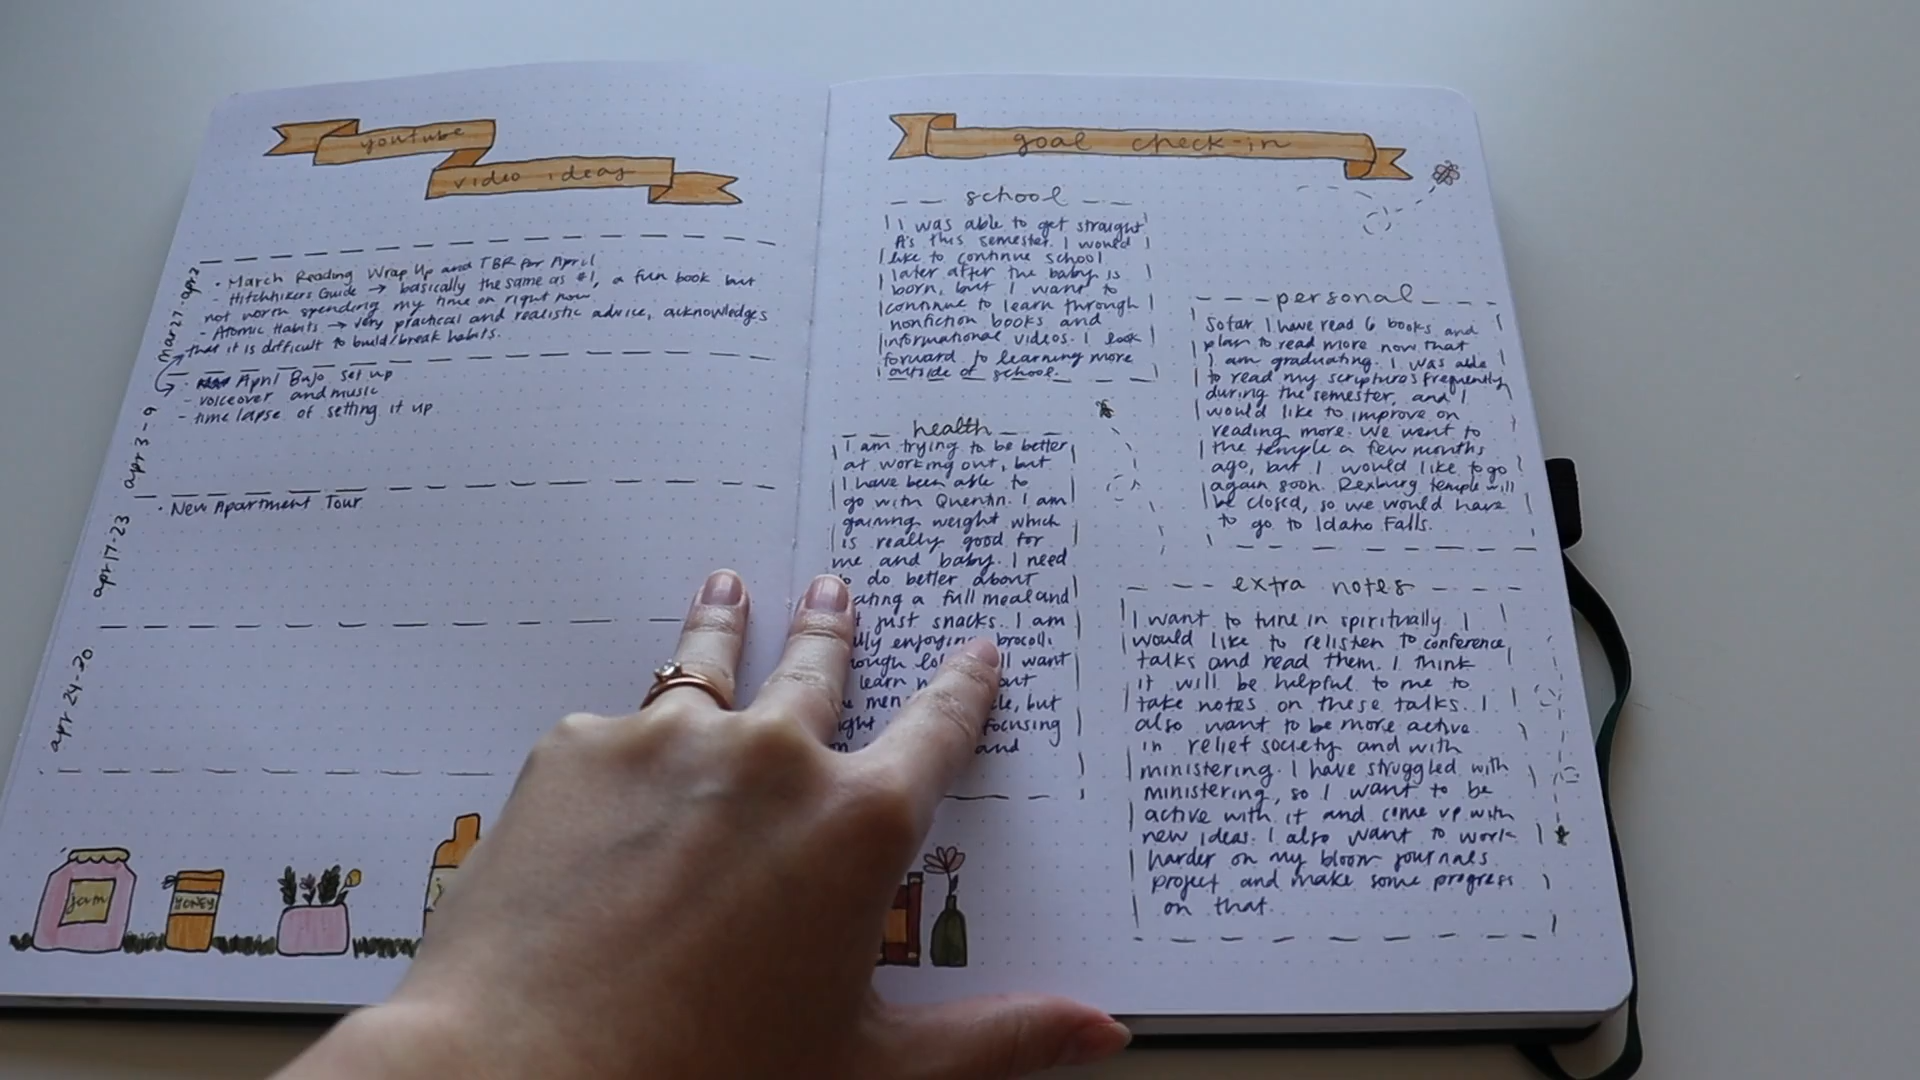 youtube
video ideas
mar 27 - apr 2
• March Reading Wrap Up and TBR for April
- Hitchhikers Guide → basically the same as #1, a fun book but
not worth spending my time on right now
- Atomic Habits → very practical and realistic advice, acknowledges
that it is difficult to build/break habits.
apr 3 - 9
April Bujo set up
- voiceover and music
- time lapse of setting it up
apr 17-23
• New Apartment Tour
apr 24-30
jam
HONEY
goal check-in
school
I was able to get straight
A's this semester. I would
like to continue school
later after the baby is
born, but I want to
continue to learn through
nonfiction books and
informational videos. I look
forward to learning more
outside of school.
health
I am trying to be better
at working out, but
I have been able to
go with Quentin. I am
gaining weight which
is really good for
me and baby. I need
do better about
a full meal and
just snacks. I am
enjoying brocolli
want
learn
but
focusing
and
personal
So far I have read 6 books and
plan to read more now that
I am graduating. I was able
to read my scriptures frequently
during the semester, and I
would like to improve on
reading more. We went to
the temple a few months
ago, but I would like to go
again soon. Rexburg temple will
be closed, so we would have
to go to Idaho Falls.
extra notes
I want to tune in spiritually. I
would like to relisten to conference
talks and read them. I think
it will be helpful to me to
take notes on these talks. I
also want to be more active
in relief society and with
ministering. I have struggled with
ministering, so I want to be
active with it and come up with
new ideas. I also want to work
harder on my bloom journals
project and make some progress
on that.